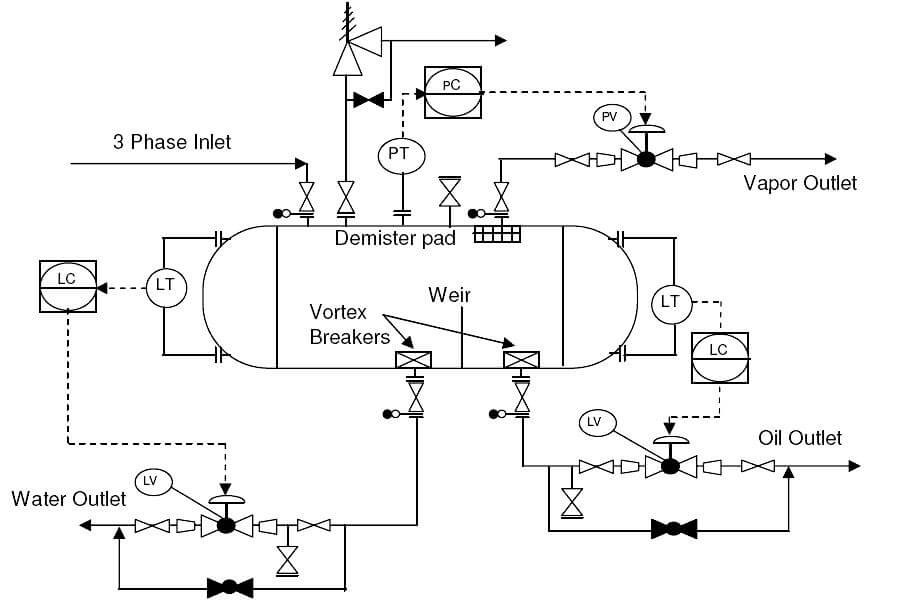 PC
PV
3 Phase Inlet
PT
Vapor Outlet
Demister pad
LC
LT
Weir
LT
Vortex
Breakers
LC
LV
Oil Outlet
LV
Water Outlet